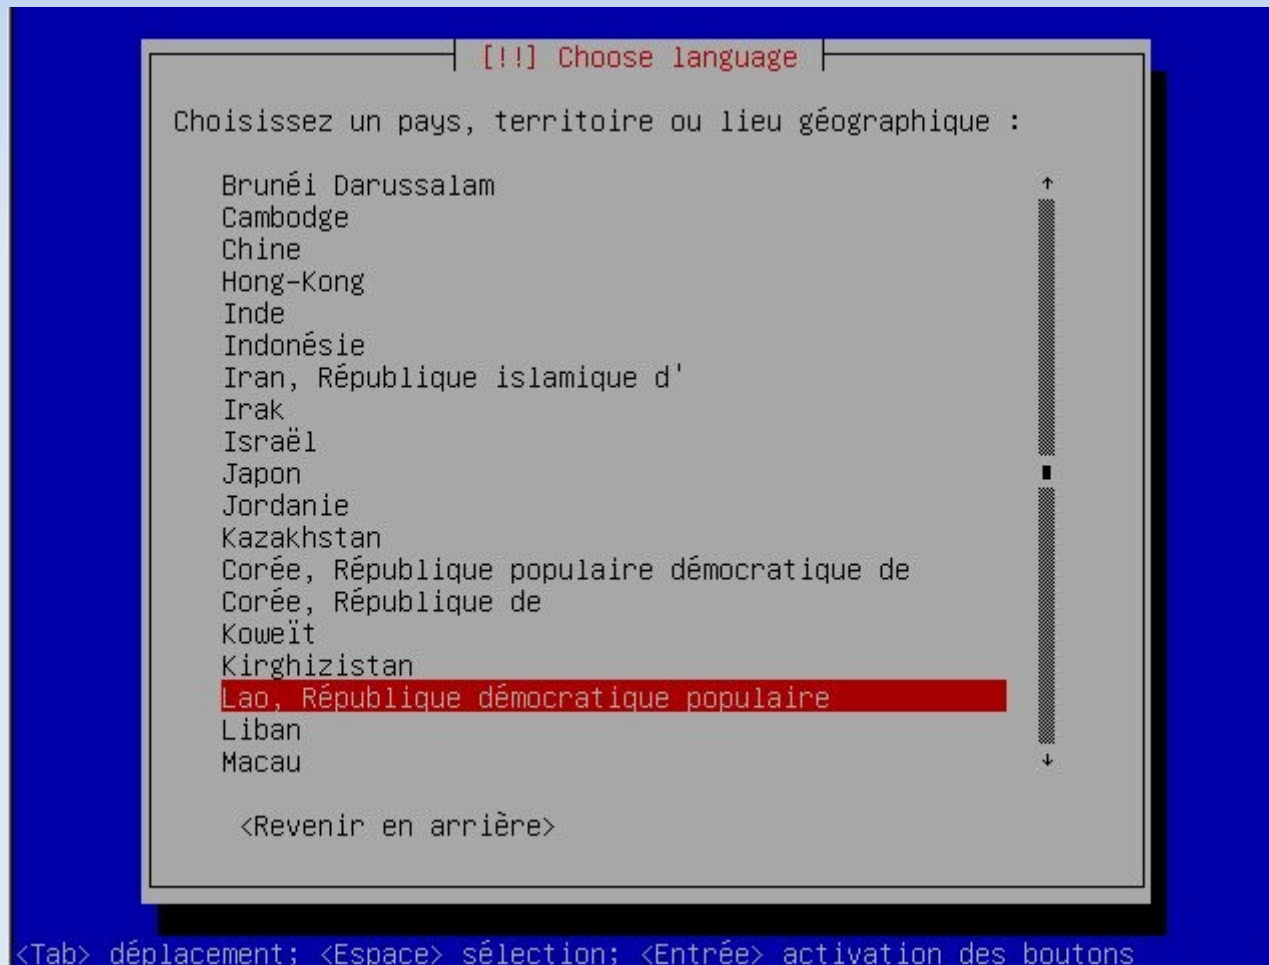 [!!] Choose language
Choisissez un pays, territoire ou lieu géographique :
Brunéi Darussalam
Cambodge
Chine
Hong-Kong
Inde
Indonésie
Iran, République islamique d'
Irak
Israël
Japon
Jordanie
Kazakhstan
Corée, République populaire démocratique de
Corée, République de
Koweït
Kirghizistan
Lao, République démocratique populaire
Liban
Macau
<Revenir en arrière>
<Tab> déplacement; <Espace> sélection; <Entrée> activation des boutons